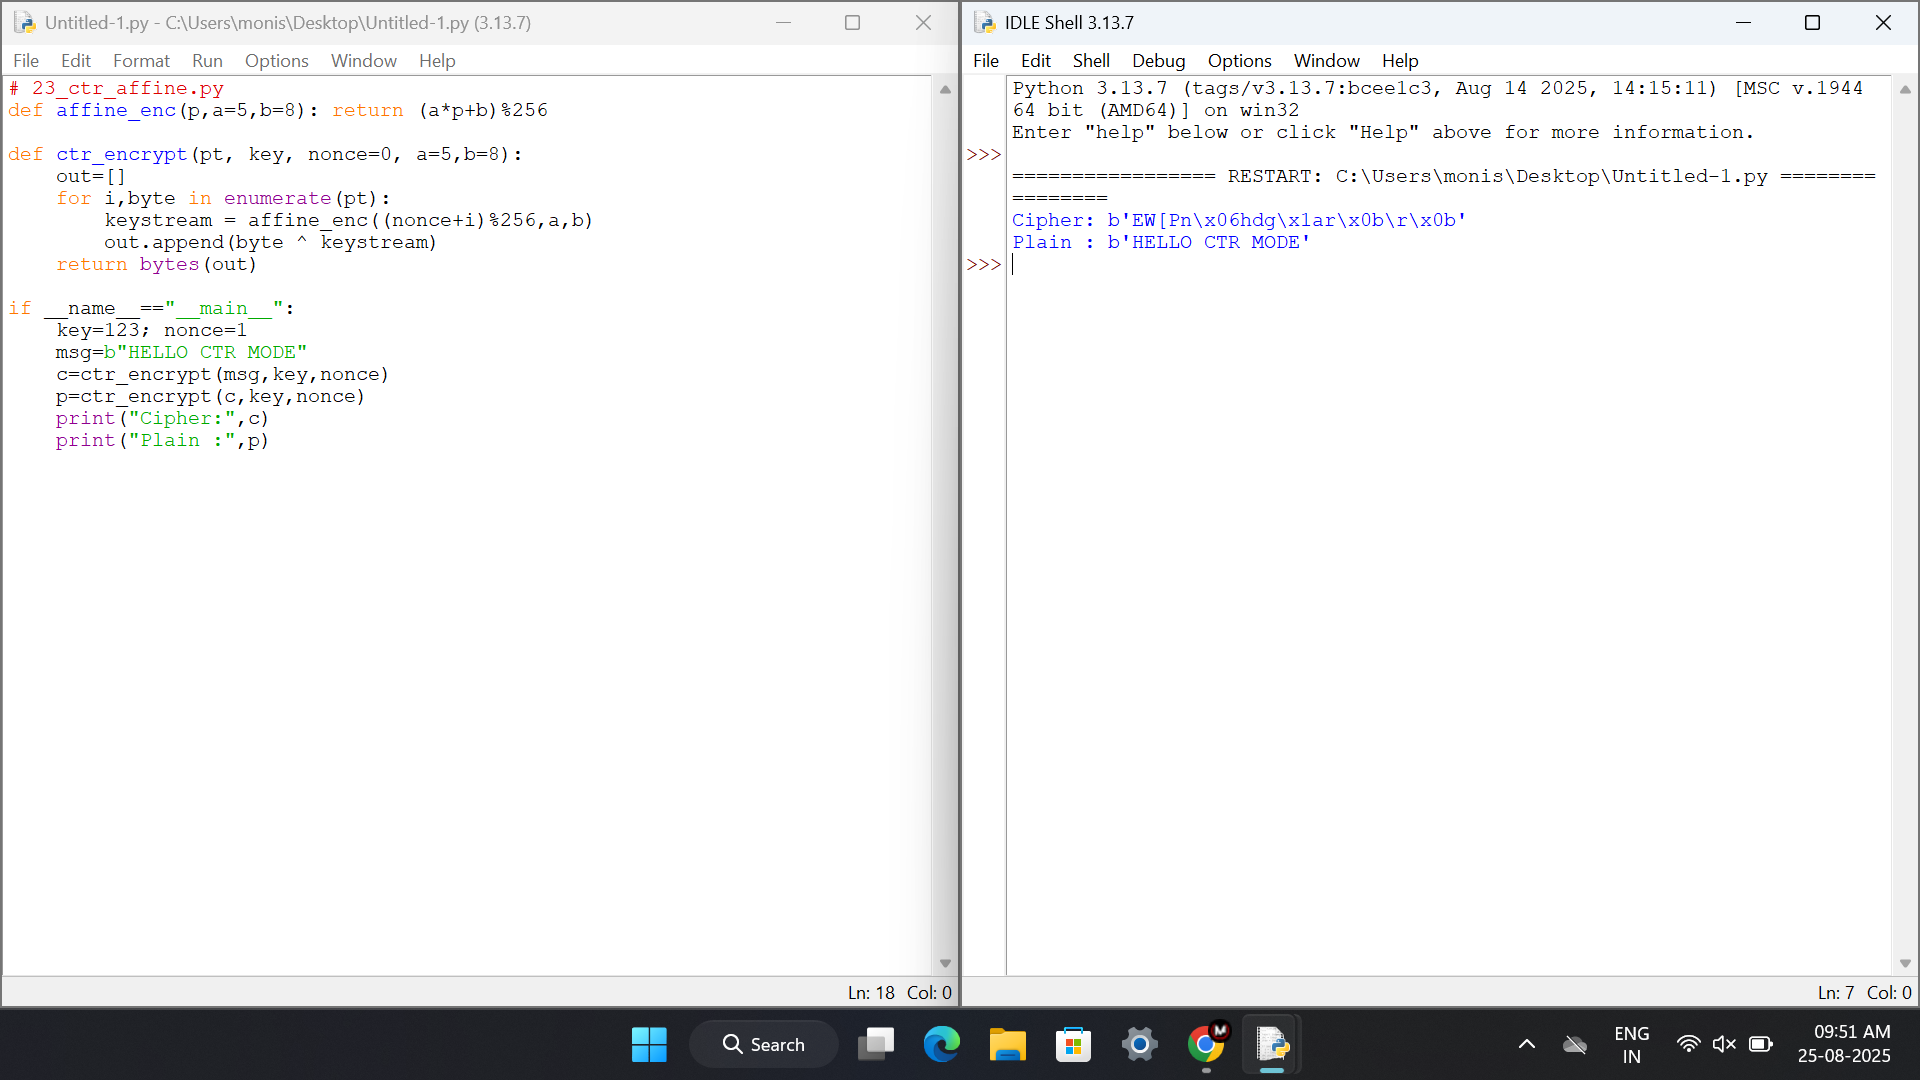 Untitled-1.py - C:\Users\monis\Desktop\Untitled-1.py (3.13.7)
File Edit Format Run Options Window Help
# 23_ctr_affine.py
def affine_enc(p,a=5,b=8): return (a*p+b)%256

def ctr_encrypt(pt, key, nonce=0, a=5,b=8):
    out=[]
    for i,byte in enumerate(pt):
        keystream = affine_enc((nonce+i)%256,a,b)
        out.append(byte ^ keystream)
    return bytes(out)

if __name__=="__main__":
    key=123; nonce=1
    msg=b"HELLO CTR MODE"
    c=ctr_encrypt(msg,key,nonce)
    p=ctr_encrypt(c,key,nonce)
    print("Cipher:",c)
    print("Plain :",p)
Ln: 18 Col: 0
IDLE Shell 3.13.7
File Edit Shell Debug Options Window Help
Python 3.13.7 (tags/v3.13.7:bcee1c3, Aug 14 2025, 14:15:11) [MSC v.1944
64 bit (AMD64)] on win32
Enter "help" below or click "Help" above for more information.
>>>
================= RESTART: C:\Users\monis\Desktop\Untitled-1.py ========
========
Cipher: b'EW[Pn\x06hdg\x1ar\x0b\r\x0b'
Plain : b'HELLO CTR MODE'
>>>
Ln: 7 Col: 0
Search
M
ENG
IN
09:51 AM
25-08-2025